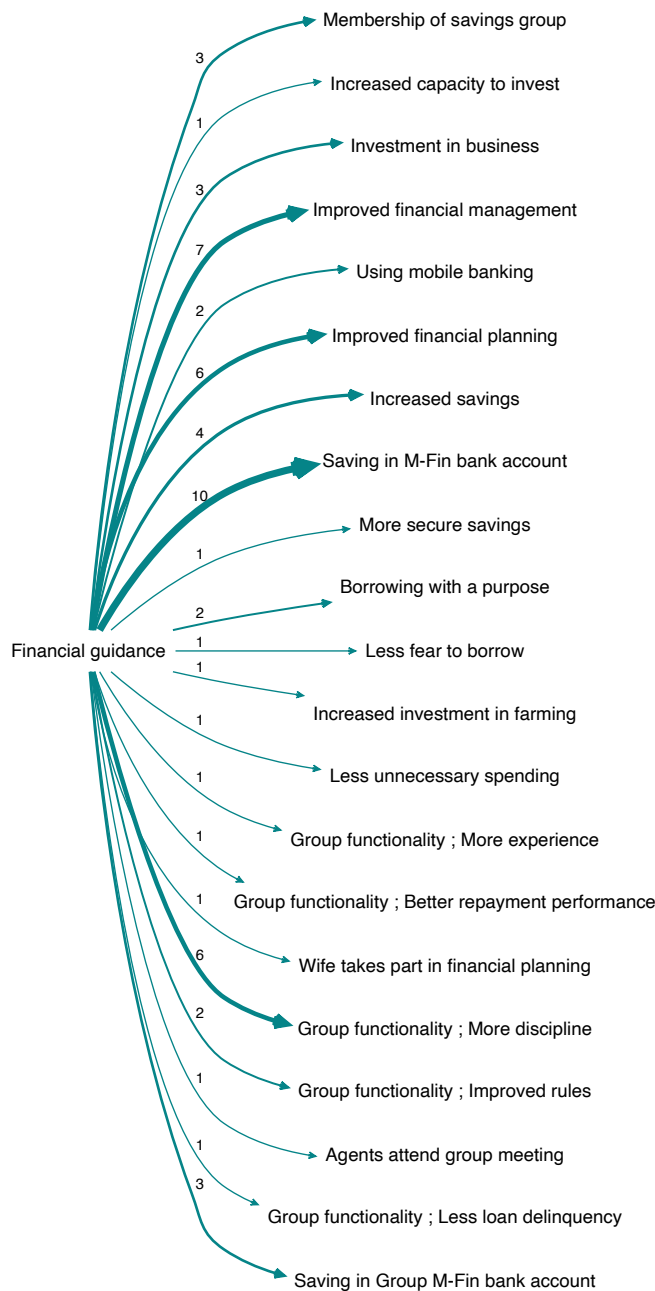 Membership of savings group
3
Increased capacity to invest
1
Investment in business
3
Improved financial management
7
Using mobile banking
2
Improved financial planning
6
Increased savings
4
Saving in M-Fin bank account
10
More secure savings
1
Borrowing with a purpose
2
Financial guidance
1
Less fear to borrow
1
Increased investment in farming
1
Less unnecessary spending
1
Group functionality ; More experience
1
Group functionality ; Better repayment performance
1
Wife takes part in financial planning
6
Group functionality ; More discipline
2
Group functionality ; Improved rules
1
Agents attend group meeting
1
Group functionality ; Less loan delinquency
3
Saving in Group M-Fin bank account